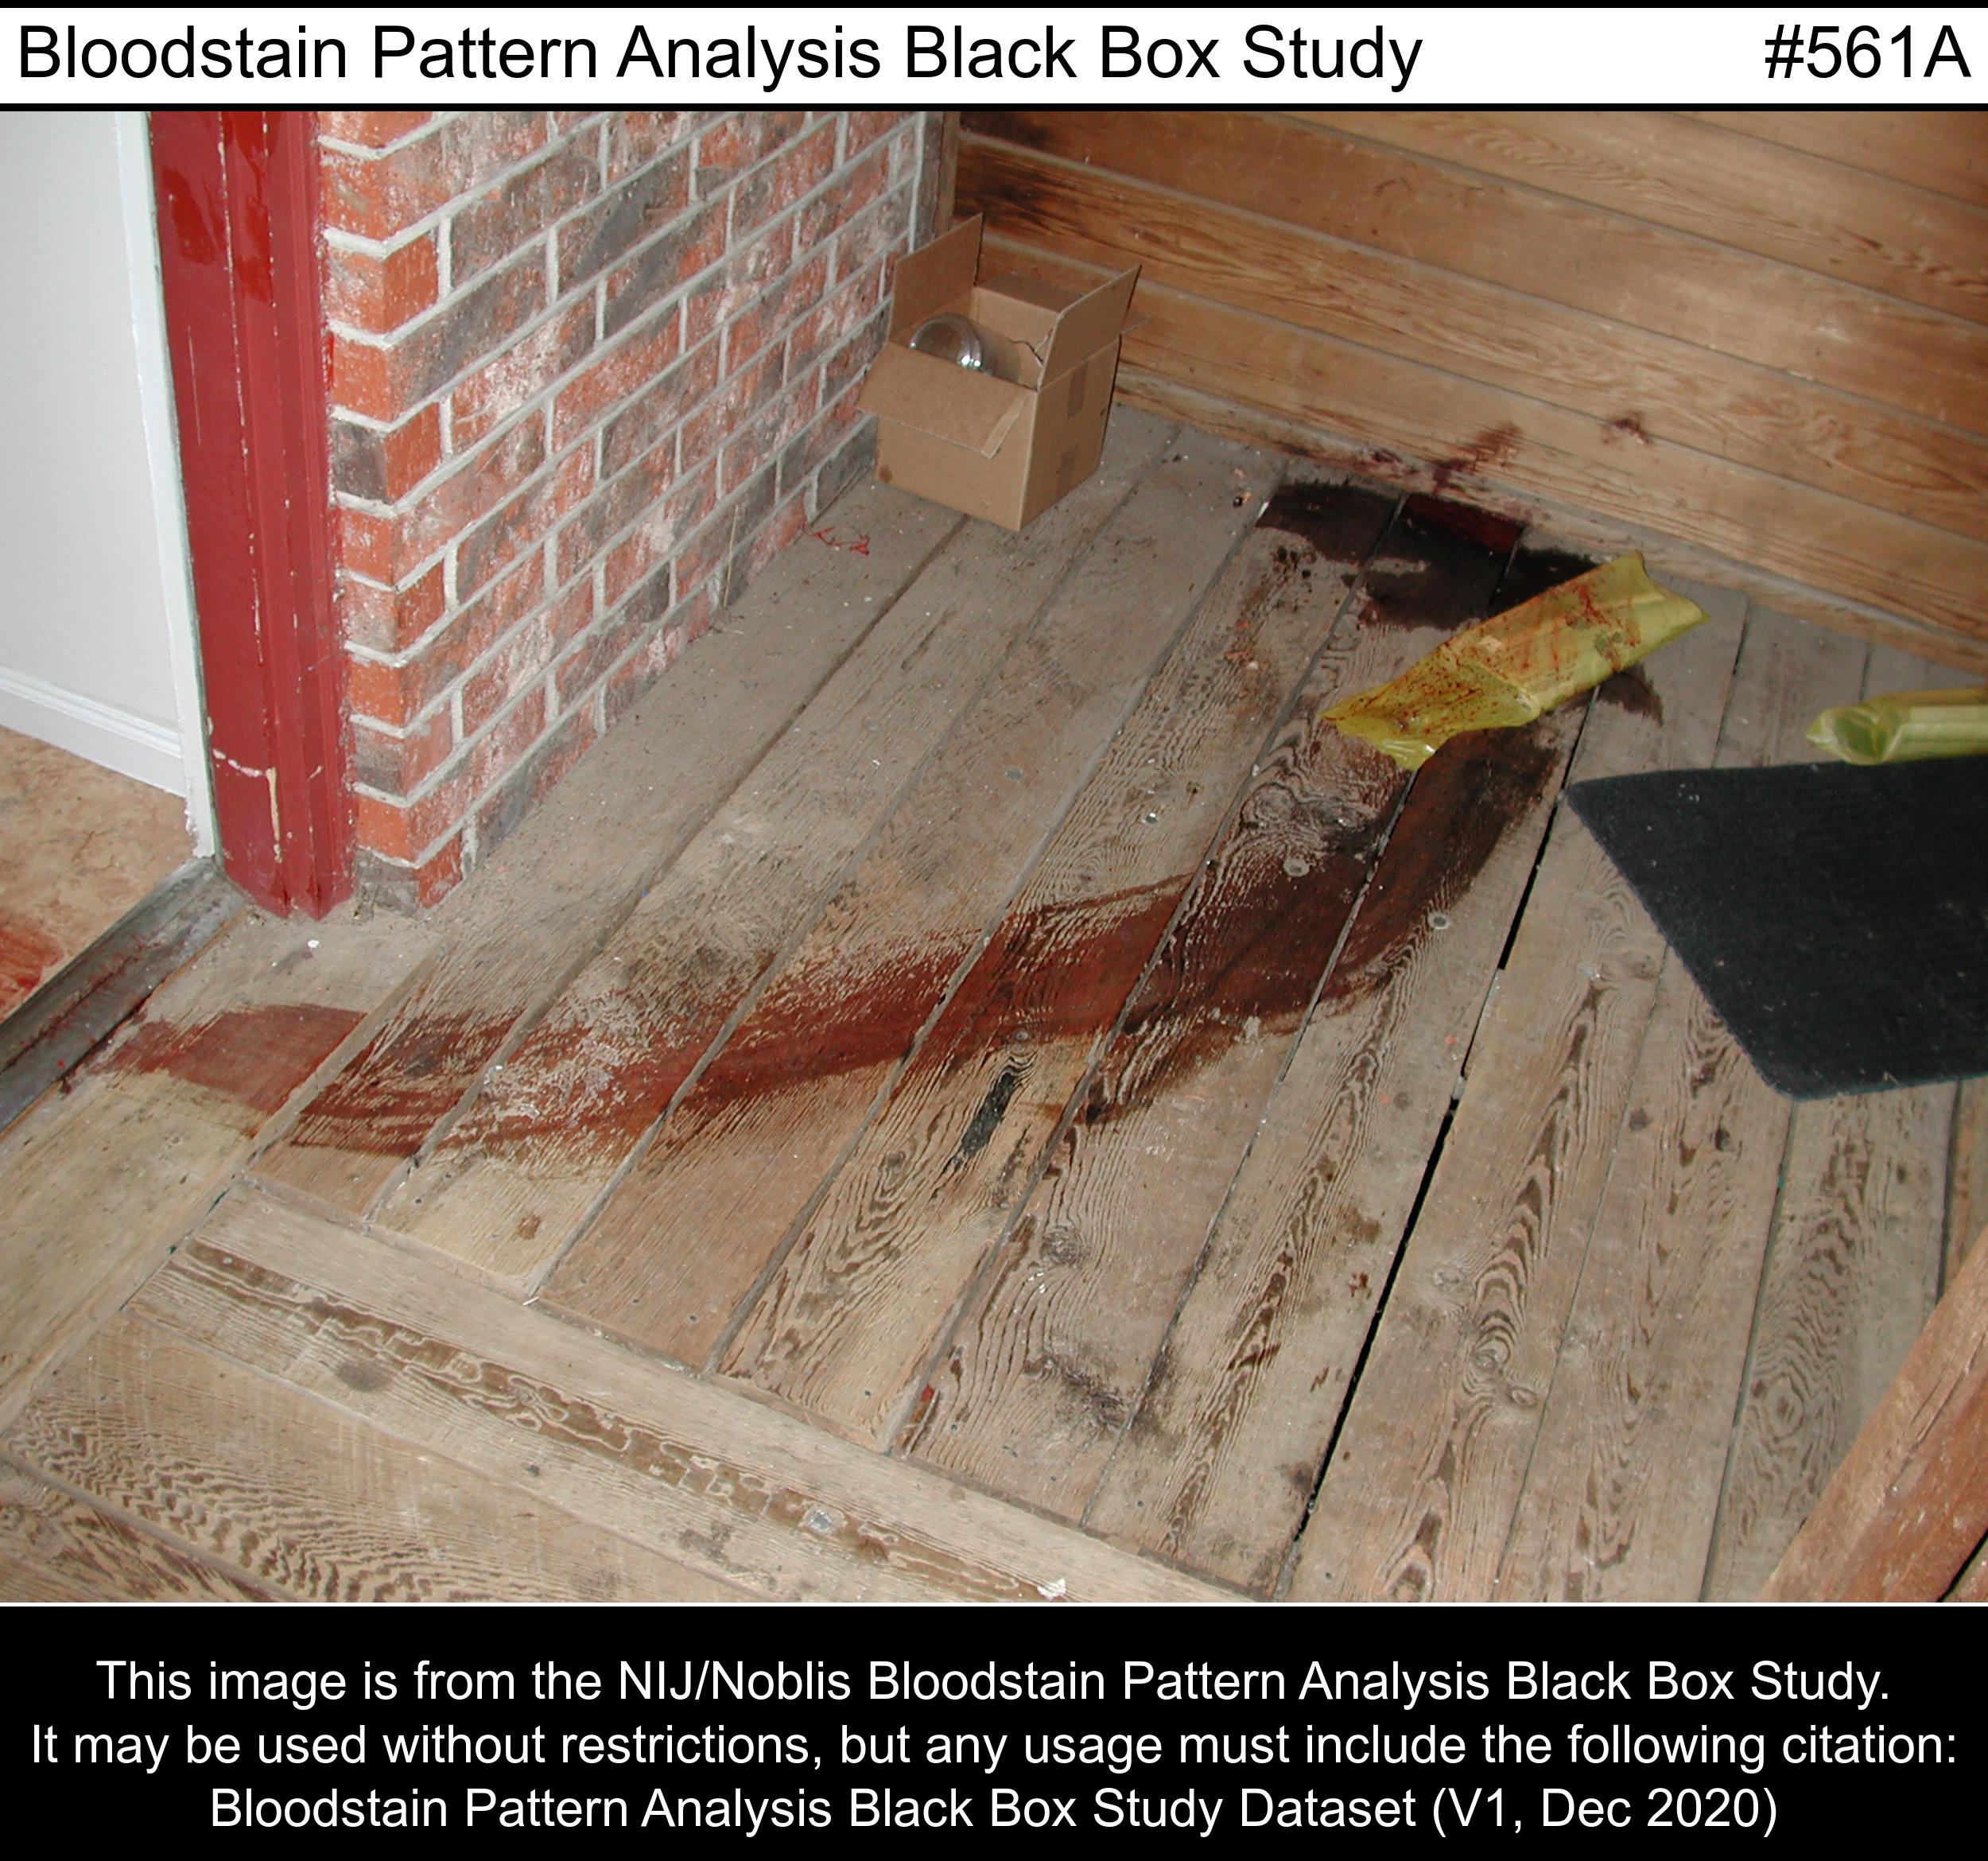 Bloodstain Pattern Analysis Black Box Study #561A
This image is from the NIJ/Noblis Bloodstain Pattern Analysis Black Box Study.
It may be used without restrictions, but any usage must include the following citation:
Bloodstain Pattern Analysis Black Box Study Dataset (V1, Dec 2020)